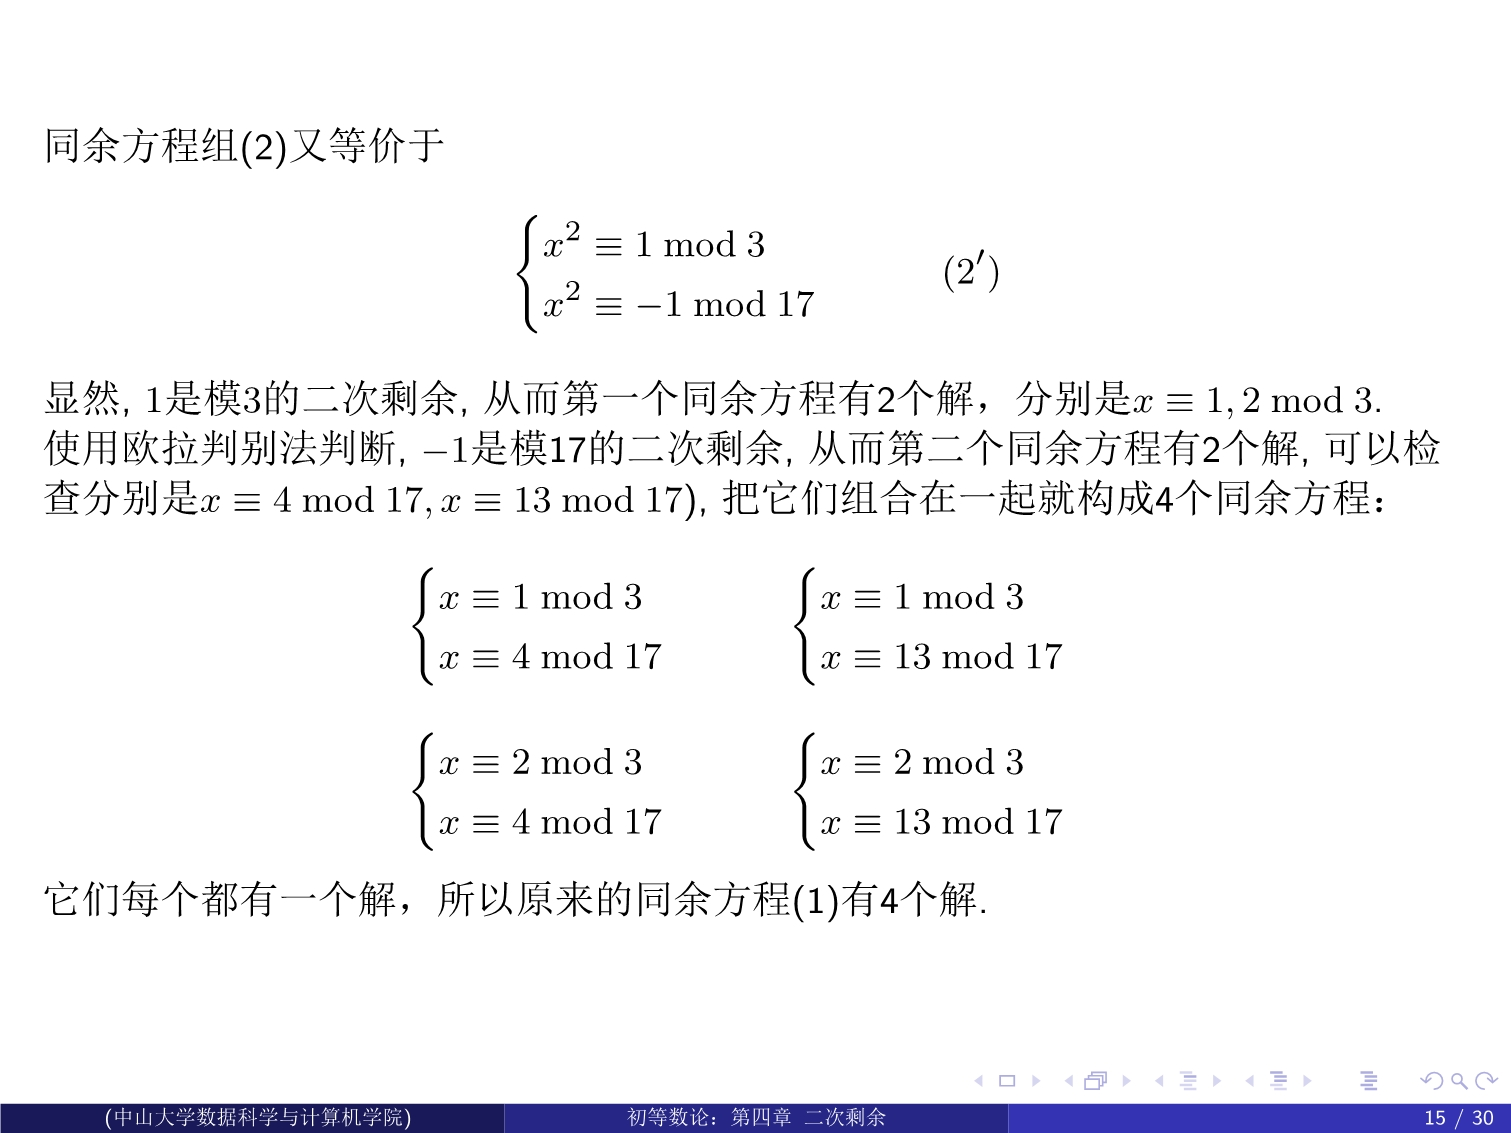 同余方程组(2)又等价于
x² ≡ 1 mod 3
x² ≡ −1 mod 17
(2′)
显然, 1是模3的二次剩余, 从而第一个同余方程有2个解，分别是x ≡ 1, 2 mod 3.
使用欧拉判别法判断, −1是模17的二次剩余, 从而第二个同余方程有2个解, 可以检
查分别是x ≡ 4 mod 17, x ≡ 13 mod 17), 把它们组合在一起就构成4个同余方程：
x ≡ 1 mod 3
x ≡ 4 mod 17
x ≡ 1 mod 3
x ≡ 13 mod 17
x ≡ 2 mod 3
x ≡ 4 mod 17
x ≡ 2 mod 3
x ≡ 13 mod 17
它们每个都有一个解，所以原来的同余方程(1)有4个解.
(中山大学数据科学与计算机学院)
初等数论：第四章 二次剩余
15 / 30